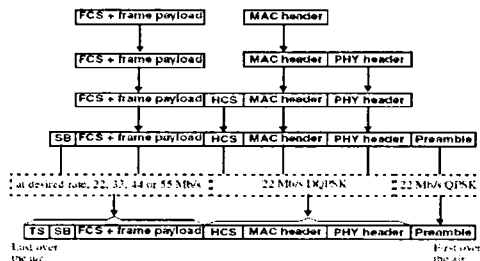 FCS + frame payload MAC header
FCS + frame payload MAC header PHY header
FCS + frame payload HCS MAC header PHY header
SB FCS + frame payload HCS MAC header PHY header Preamble
at desired rate, 22, 33, 44 or 55 Mb/s 22 Mb/s DQPSK 22 Mb/s QPSK
TS SB FCS + frame payload HCS MAC header PHY header Preamble
Last over First over
the air the air